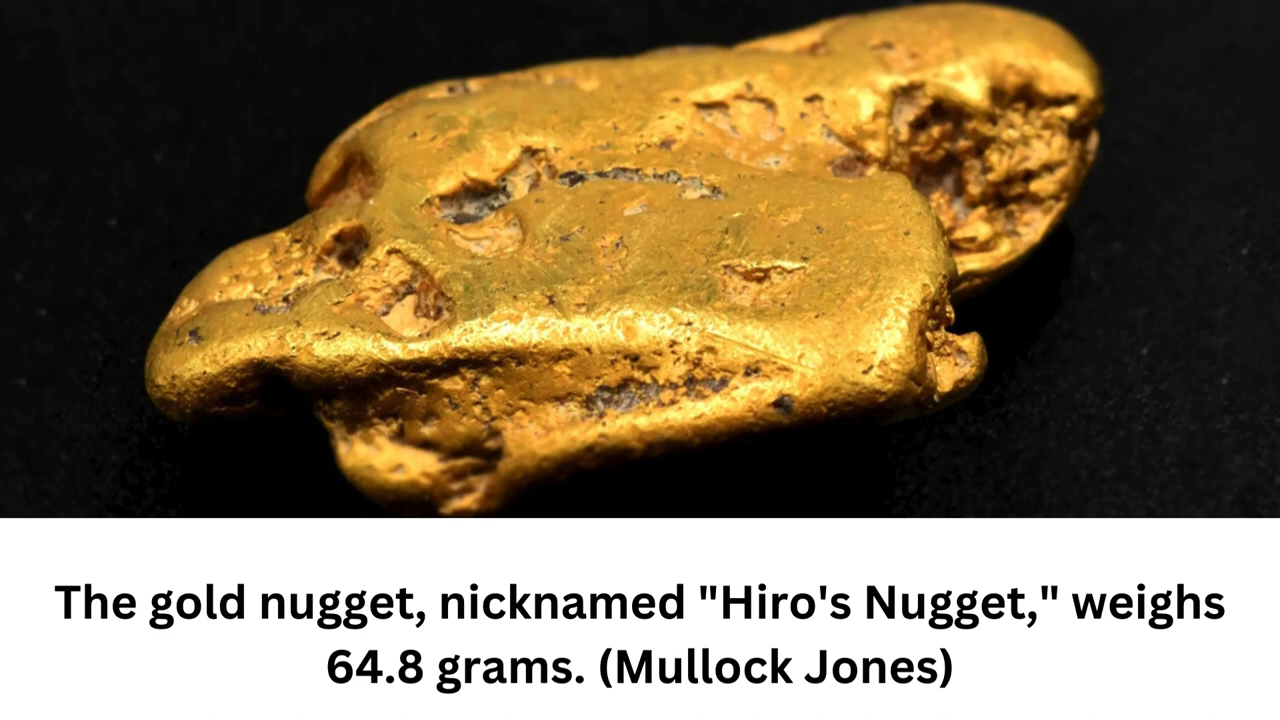 The gold nugget, nicknamed "Hiro's Nugget," weighs
64.8 grams. (Mullock Jones)